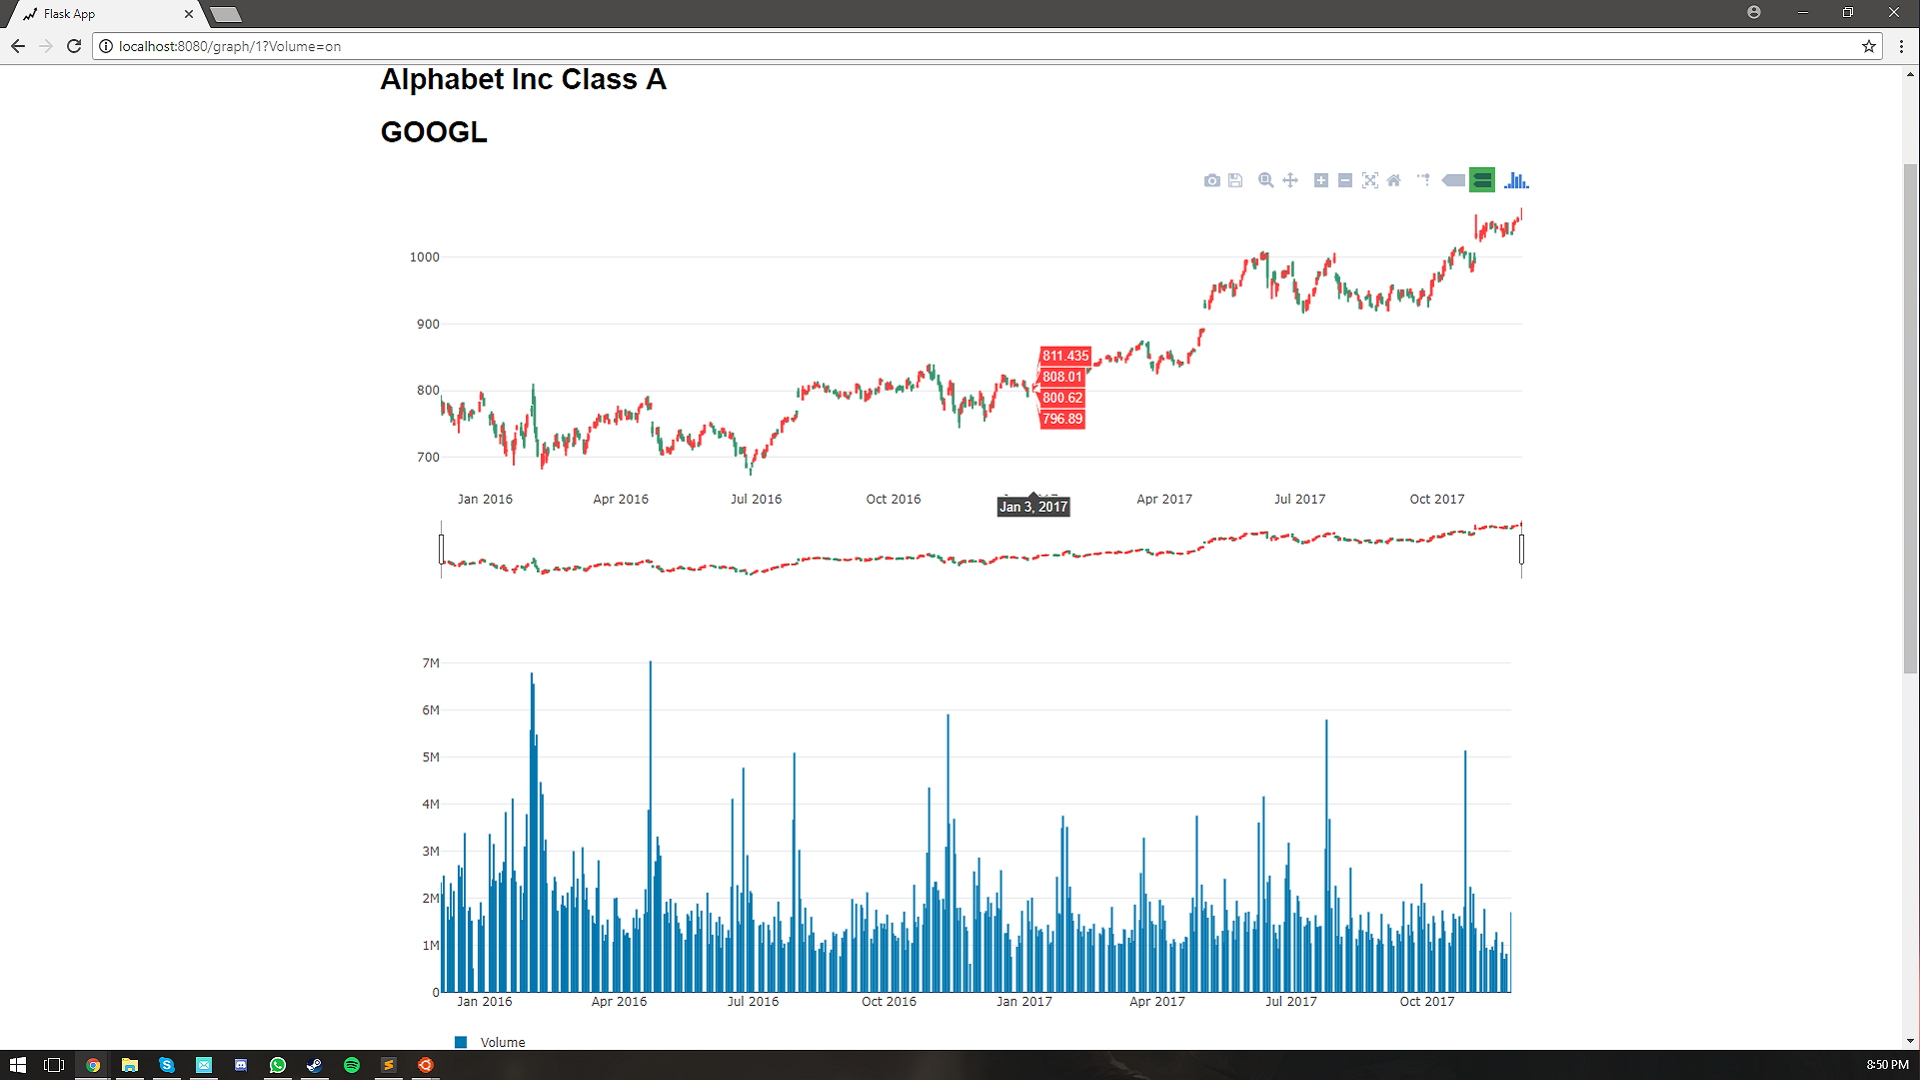 Flask App
localhost:8080/graph/1?Volume=on
Alphabet Inc Class A
GOOGL
1000
900
800
700
811.435
808.01
800.62
796.89
Jan 2016 Apr 2016 Jul 2016 Oct 2016 Apr 2017 Jul 2017 Oct 2017
Jan 3, 2017
7M
6M
5M
4M
3M
2M
1M
0
Jan 2016 Apr 2016 Jul 2016 Oct 2016 Jan 2017 Apr 2017 Jul 2017 Oct 2017
Volume
8:50 PM